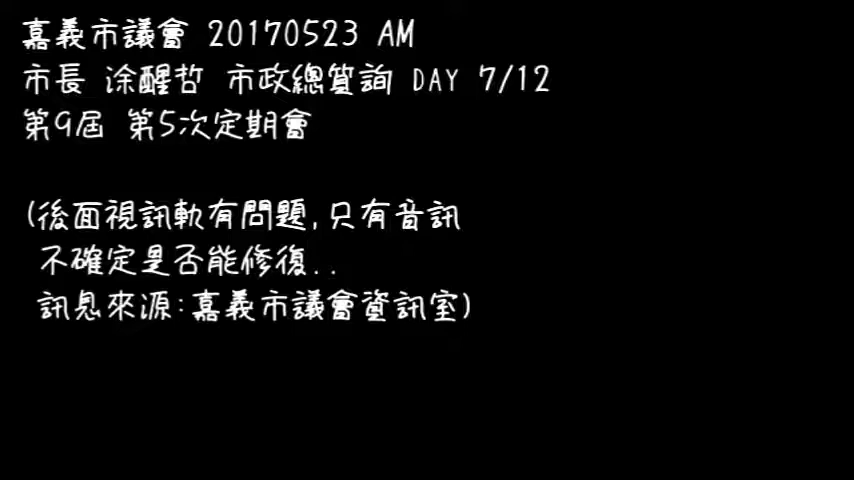 嘉義市議會 20170523 AM
市長 涂醒哲 市政總質詢 DAY 7/12
第9屆 第5次定期會
(後面視訊軌有問題,只有音訊
不確定是否能修復..
訊息來源:嘉義市議會資訊室)